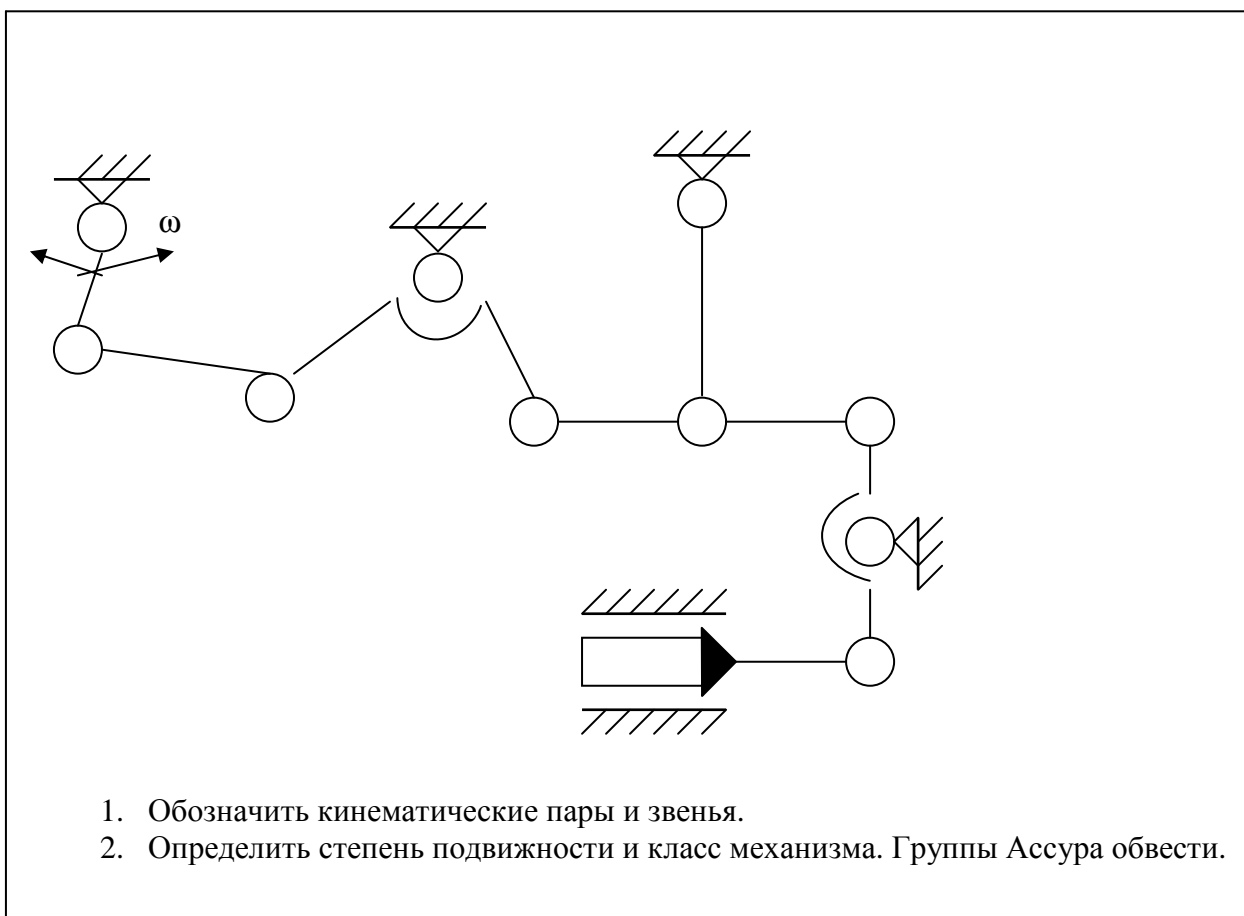 ω
1. Обозначить кинематические пары и звенья.
2. Определить степень подвижности и класс механизма. Группы Ассура обвести.